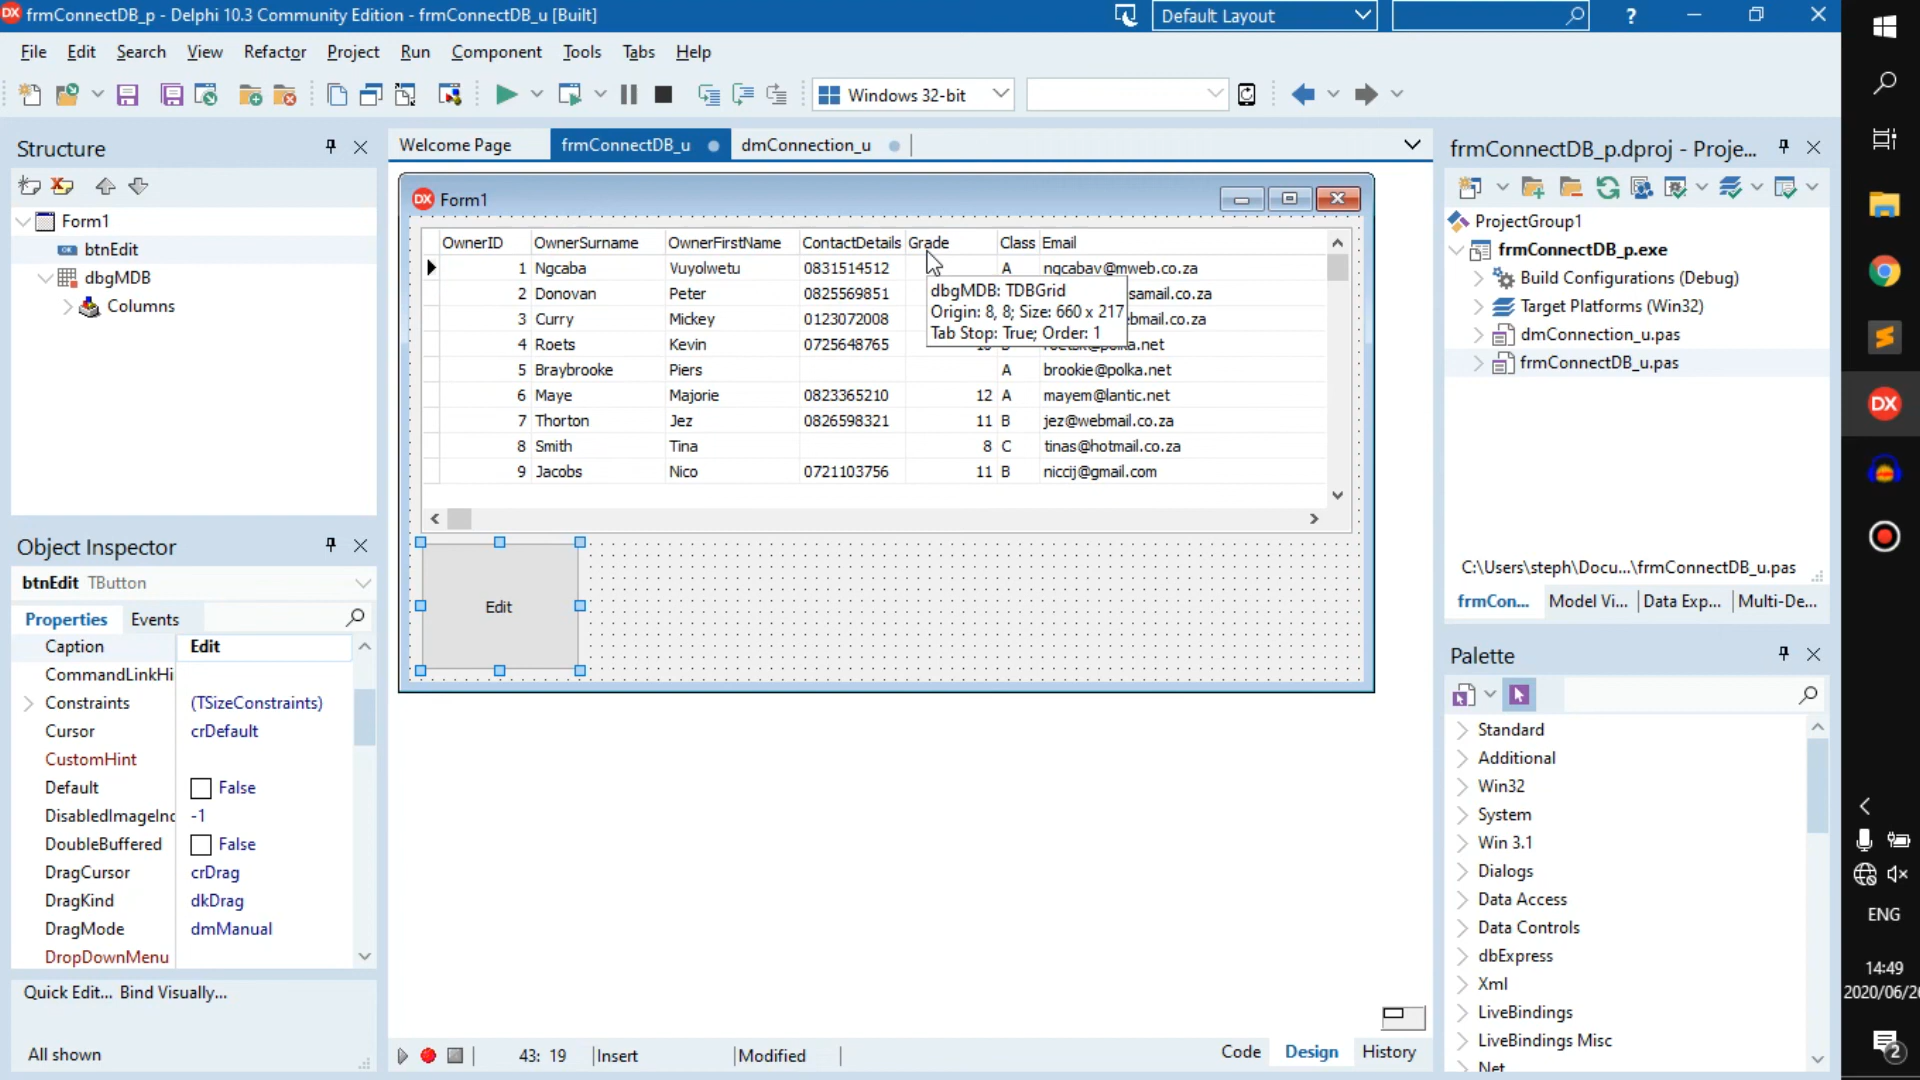 frmConnectDB_p - Delphi 10.3 Community Edition - frmConnectDB_u [Built]
Default Layout
?
File Edit Search View Refactor Project Run Component Tools Tabs Help
Windows 32-bit
Structure
Form1
btnEdit
dbgMDB
Columns
Object Inspector
btnEdit TButton
Properties Events
Caption Edit
CommandLinkHi
Constraints (TSizeConstraints)
Cursor crDefault
CustomHint
Default False
DisabledImageInd -1
DoubleBuffered False
DragCursor crDrag
DragKind dkDrag
DragMode dmManual
DropDownMenu
Quick Edit... Bind Visually...
All shown
Welcome Page frmConnectDB_u dmConnection_u
DX Form1
OwnerID OwnerSurname OwnerFirstName ContactDetails Grade Class Email
1 Ngcaba Vuyolwetu 0831514512 A ngcabav@mweb.co.za
2 Donovan Peter 0825569851 samail.co.za
3 Curry Mickey 0123072008 bmail.co.za
4 Roets Kevin 0725648765
5 Braybrooke Piers A brookie@polka.net
6 Maye Majorie 0823365210 12 A mayem@lantic.net
7 Thorton Jez 0826598321 11 B jez@webmail.co.za
8 Smith Tina 8 C tinas@hotmail.co.za
9 Jacobs Nico 0721103756 11 B niccij@gmail.com
dbgMDB: TDBGrid
Origin: 8, 8; Size: 660 x 217
Tab Stop: True; Order: 1
Edit
43: 19 Insert Modified
Code Design History
frmConnectDB_p.dproj - Proje...
ProjectGroup1
frmConnectDB_p.exe
Build Configurations (Debug)
Target Platforms (Win32)
dmConnection_u.pas
frmConnectDB_u.pas
C:\Users\steph\Docu...\frmConnectDB_u.pas
frmCon... Model Vi... Data Exp... Multi-De...
Palette
Standard
Additional
Win32
System
Win 3.1
Dialogs
Data Access
Data Controls
dbExpress
Xml
LiveBindings
LiveBindings Misc
Net
DX
ENG
14:49
2020/06/26
2